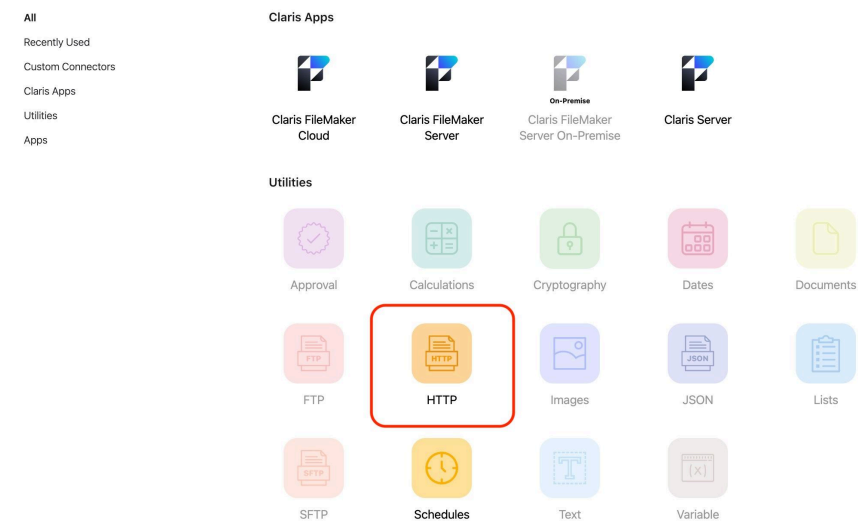 All
Recently Used
Custom Connectors
Claris Apps
Utilities
Apps
Claris Apps
On-Premise
Claris FileMaker
Cloud
Claris FileMaker
Server
Claris FileMaker
Server On-Premise
Claris Server
Utilities
Approval
Calculations
Cryptography
Dates
Documents
FTP
HTTP
JSON
FTP
HTTP
Images
JSON
Lists
SFTP
T
{x}
SFTP
Schedules
Text
Variable